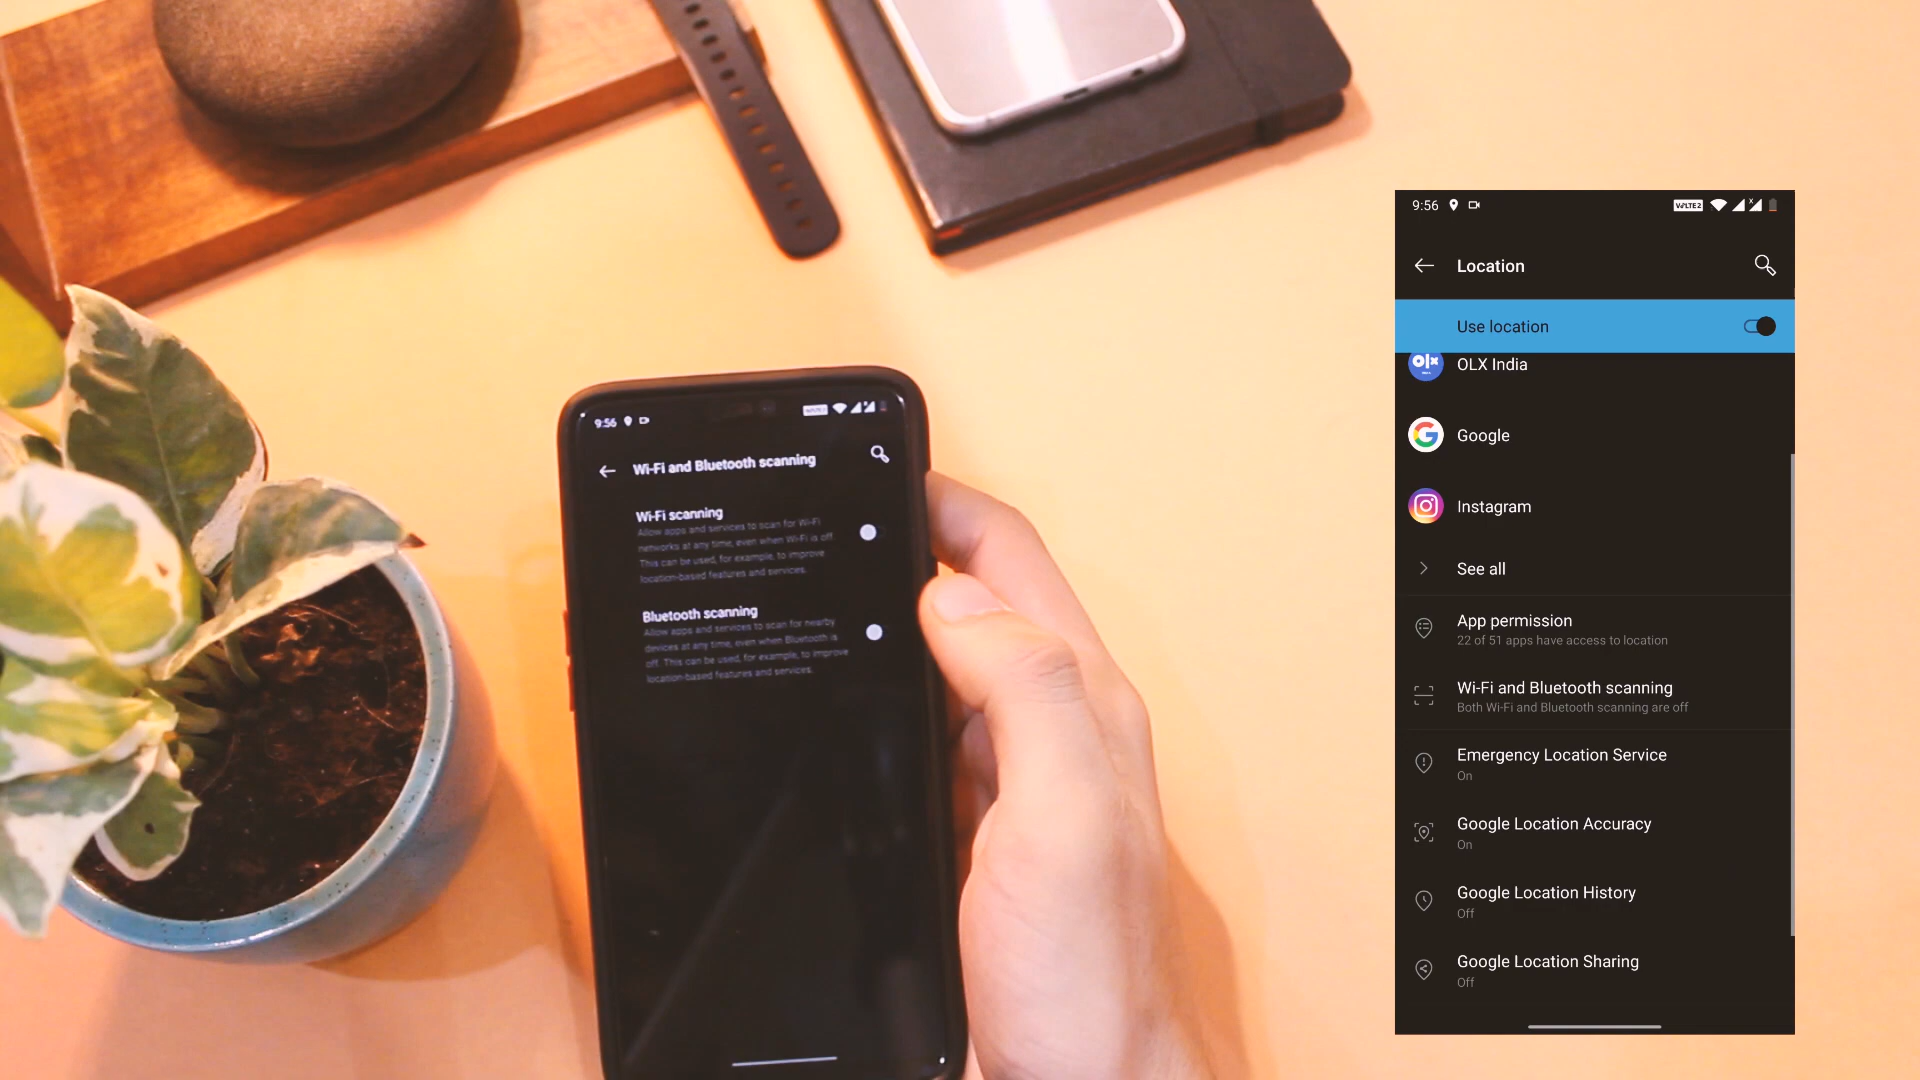 9:56
Wi-Fi and Bluetooth scanning
Wi-Fi scanning
Allow apps and services to scan for Wi-Fi
networks at any time, even when Wi-Fi is off.
This can be used, for example, to improve
location-based features and services.
Bluetooth scanning
Allow apps and services to scan for nearby
devices at any time, even when Bluetooth is
off. This can be used, for example, to improve
location-based features and services.
9:56
VoLTE2
Location
Use location
olx
OLX India
Google
Instagram
See all
App permission
22 of 51 apps have access to location
Wi-Fi and Bluetooth scanning
Both Wi-Fi and Bluetooth scanning are off
Emergency Location Service
On
Google Location Accuracy
On
Google Location History
Off
Google Location Sharing
Off